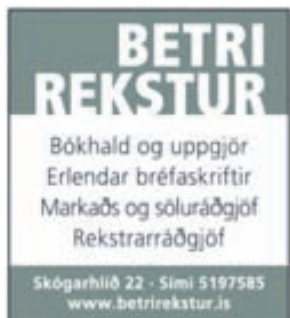 BETRI
REKSTUR
Bókhald og uppgjör
Erlendar bréfaskriftir
Markaðs og söluráðgjöf
Rekstrarráðgjöf
Skógarhlíð 22 - Sími 5197585
www.betrirekstur.is